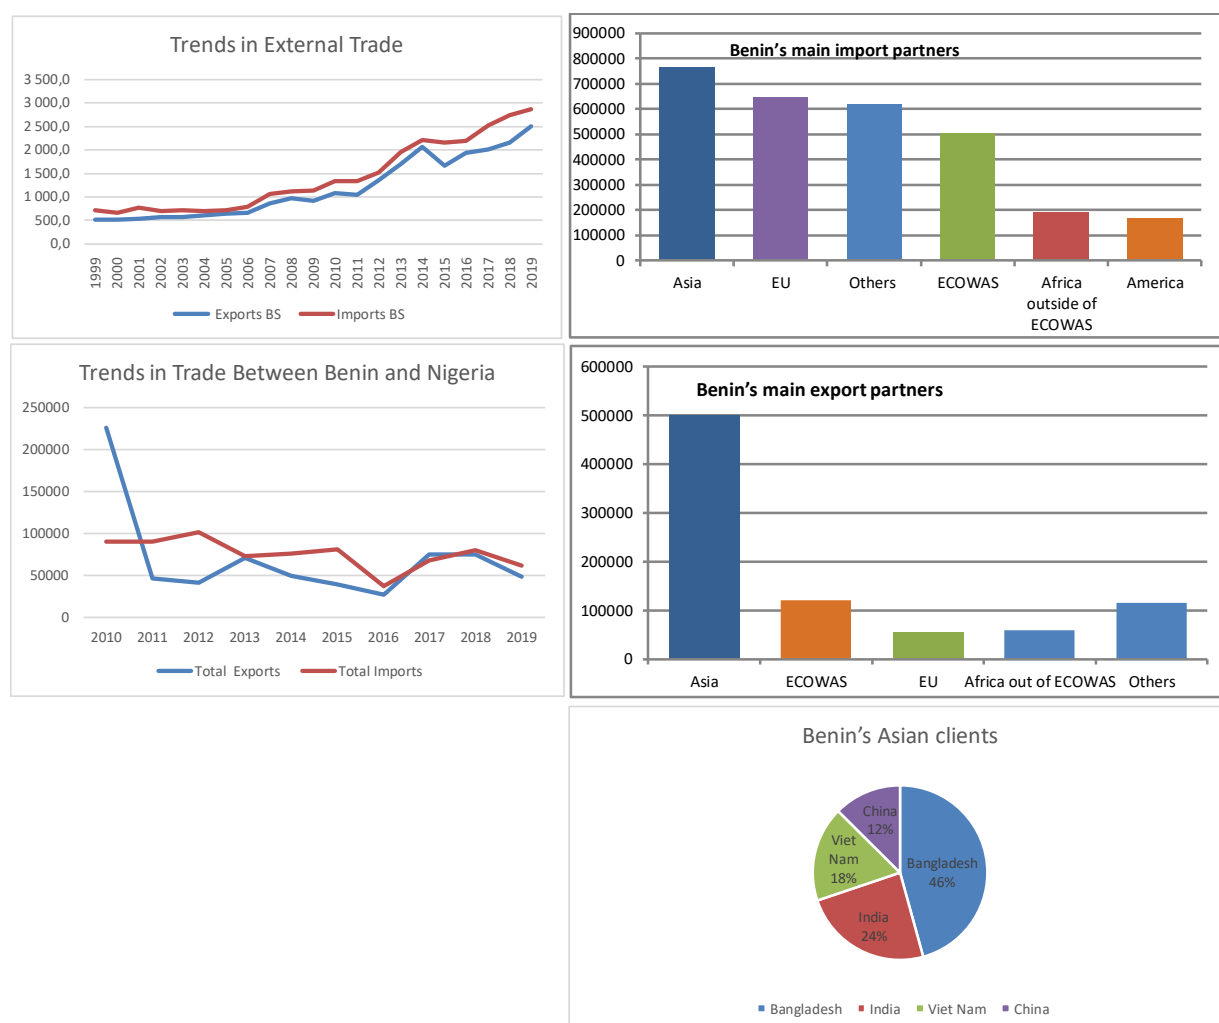 Trends in External Trade
3 500,0
3 000,0
2 500,0
2 000,0
1 500,0
1 000,0
500,0
0,0
1999
2000
2001
2002
2003
2004
2005
2006
2007
2008
2009
2010
2011
2012
2013
2014
2015
2016
2017
2018
2019
Exports BS
Imports BS
Benin's main import partners
900000
800000
700000
600000
500000
400000
300000
200000
100000
0
Asia
EU
Others
ECOWAS
Africa
outside of
ECOWAS
America
Trends in Trade Between Benin and Nigeria
250000
200000
150000
100000
50000
0
2010
2011
2012
2013
2014
2015
2016
2017
2018
2019
Total Exports
Total Imports
Benin's main export partners
600000
500000
400000
300000
200000
100000
0
Asia
ECOWAS
EU
Africa out of ECOWAS
Others
Benin's Asian clients
China
12%
Viet
Nam
18%
Bangladesh
46%
India
24%
Bangladesh
India
Viet Nam
China